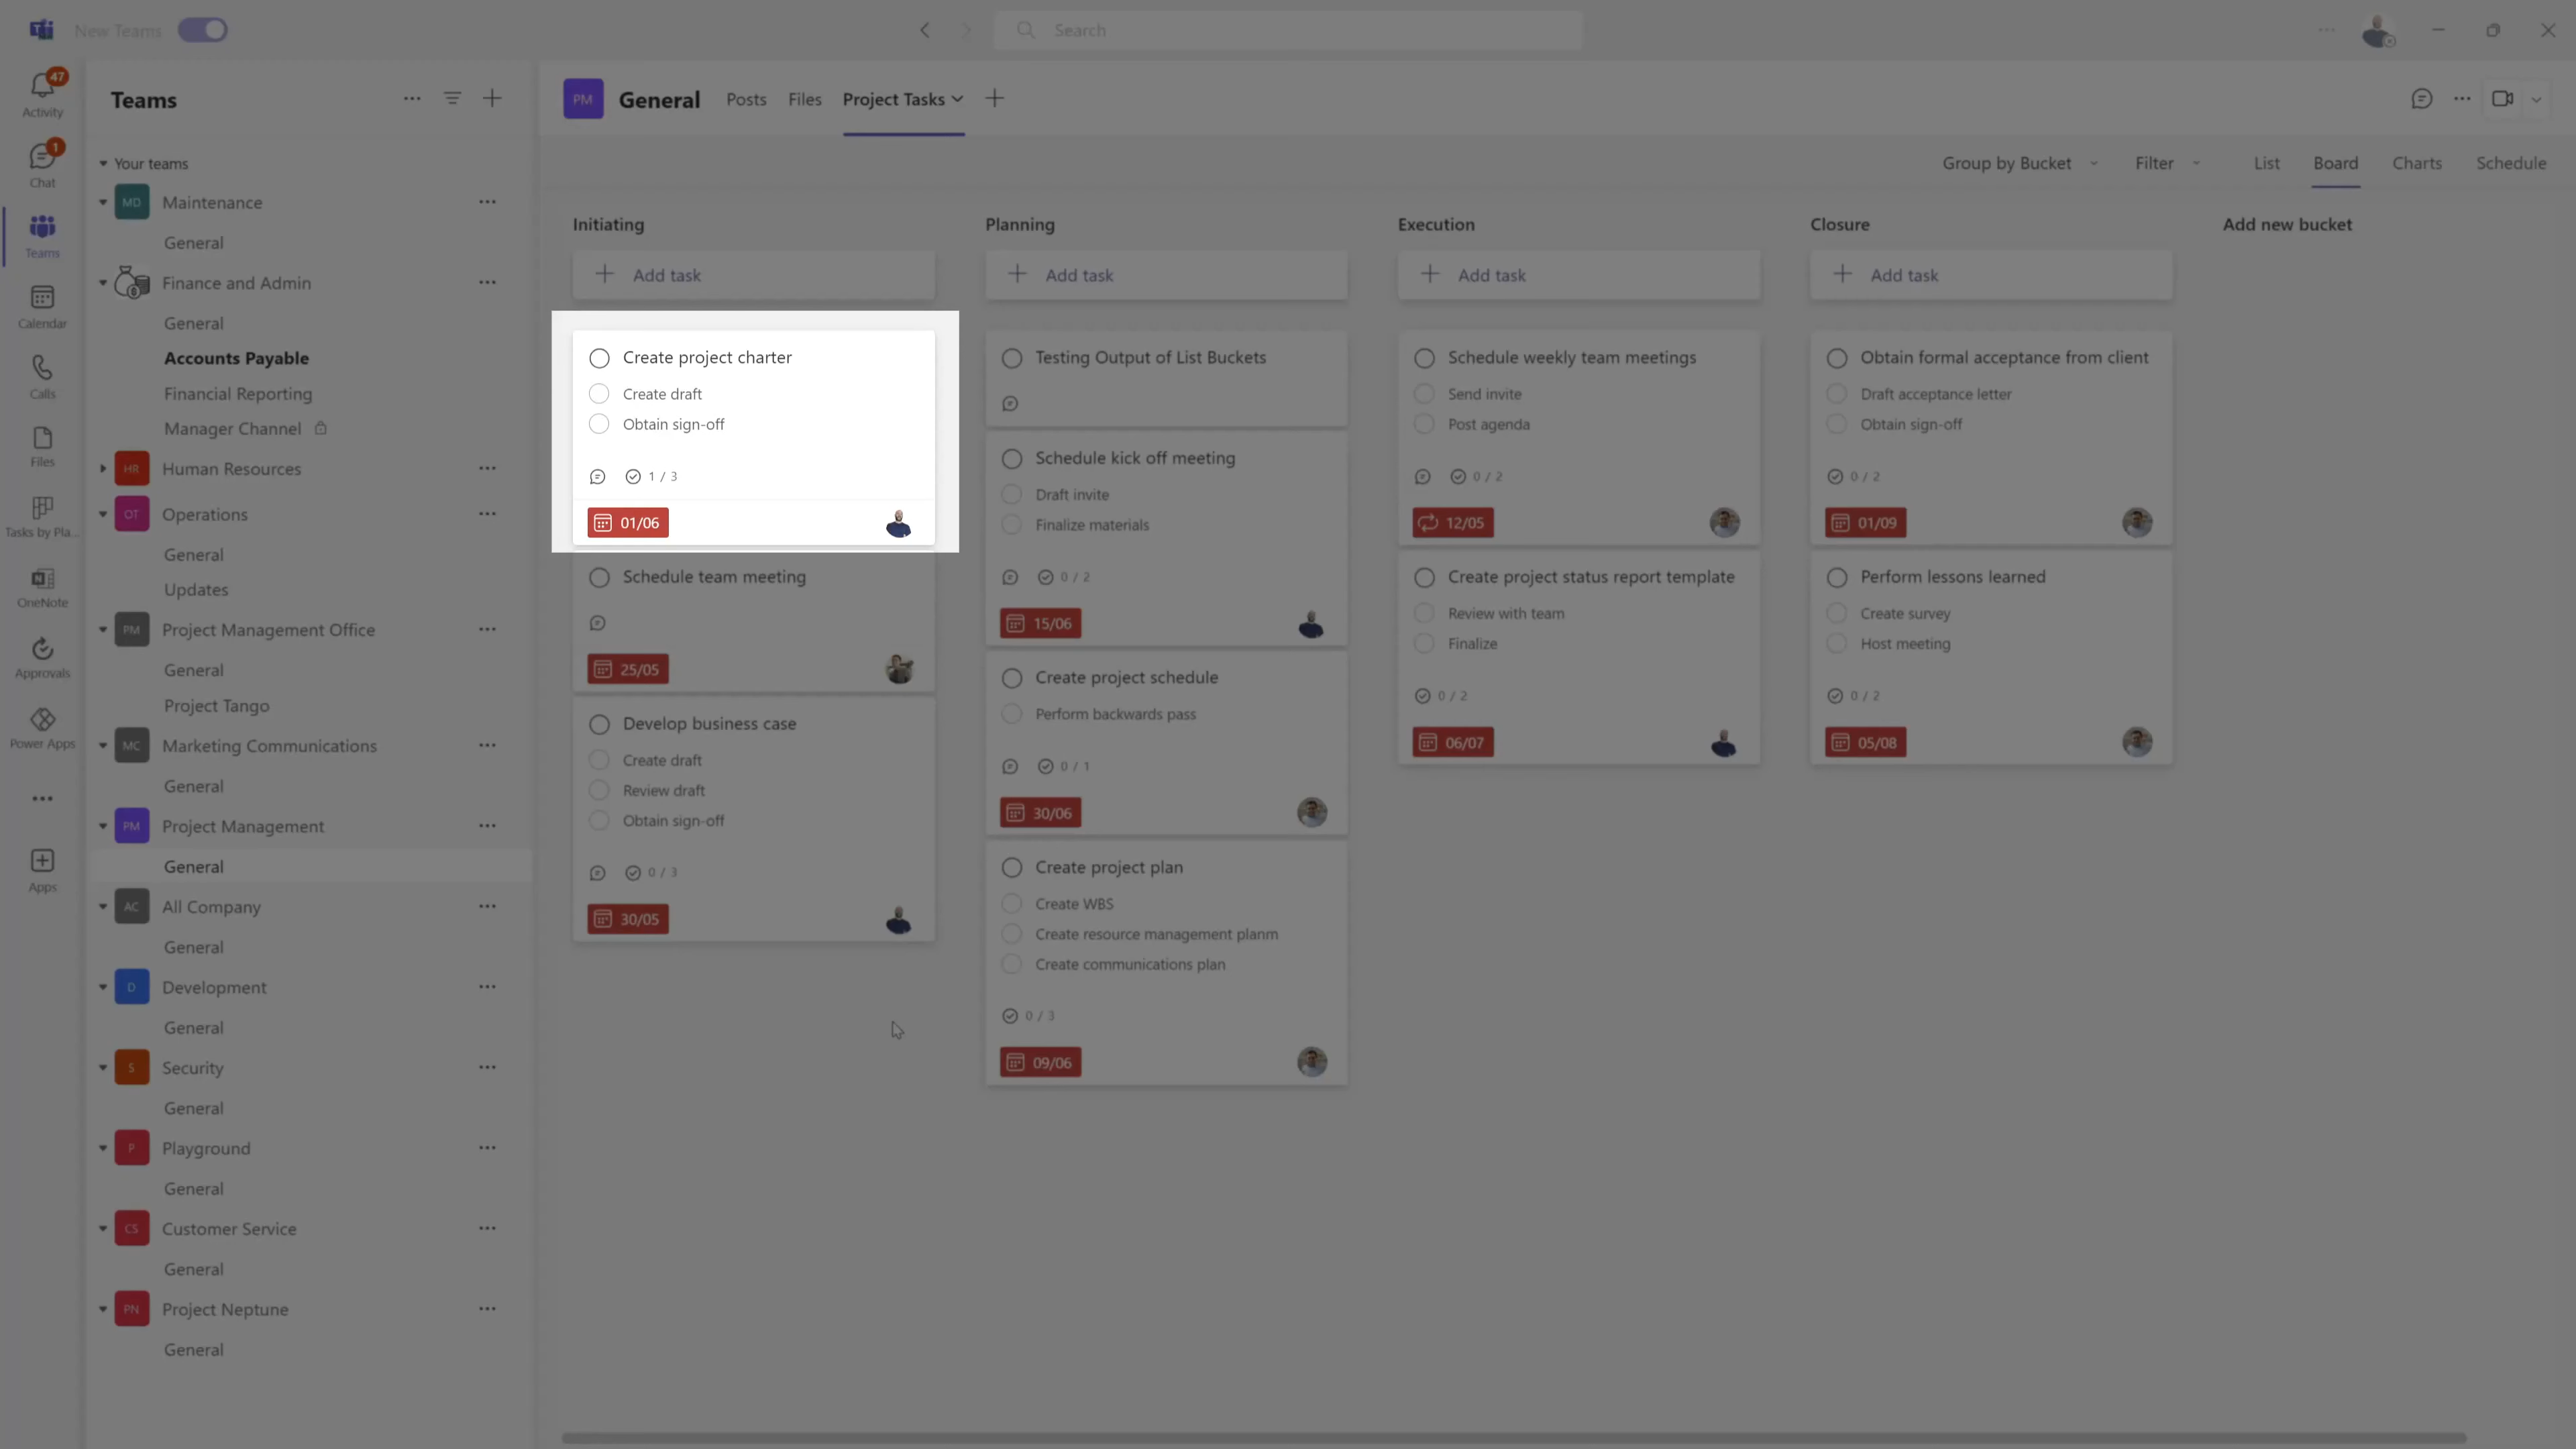 New Teams
Search
47
Activity
1
Chat
Teams
Calendar
Calls
Files
Tasks by Pla...
OneNote
Approvals
Power Apps
Apps
Teams
Your teams
MD Maintenance
General
Finance and Admin
General
Accounts Payable
Financial Reporting
Manager Channel
HR Human Resources
OT Operations
General
Updates
PM Project Management Office
General
Project Tango
MC Marketing Communications
General
PM Project Management
General
AC All Company
General
D Development
General
S Security
General
P Playground
General
CS Customer Service
General
PN Project Neptune
General
PM General Posts Files Project Tasks
Group by Bucket Filter List Board Charts Schedule
Initiating
Add task
Create project charter
Create draft
Obtain sign-off
1 / 3
01/06
Schedule team meeting
25/05
Develop business case
Create draft
Review draft
Obtain sign-off
0 / 3
30/05
Planning
Add task
Testing Output of List Buckets
Schedule kick off meeting
Draft invite
Finalize materials
0 / 2
15/06
Create project schedule
Perform backwards pass
0 / 1
30/06
Create project plan
Create WBS
Create resource management planm
Create communications plan
0 / 3
09/06
Execution
Add task
Schedule weekly team meetings
Send invite
Post agenda
0 / 2
12/05
Create project status report template
Review with team
Finalize
0 / 2
06/07
Closure
Add task
Obtain formal acceptance from client
Draft acceptance letter
Obtain sign-off
0 / 2
01/09
Perform lessons learned
Create survey
Host meeting
0 / 2
05/08
Add new bucket